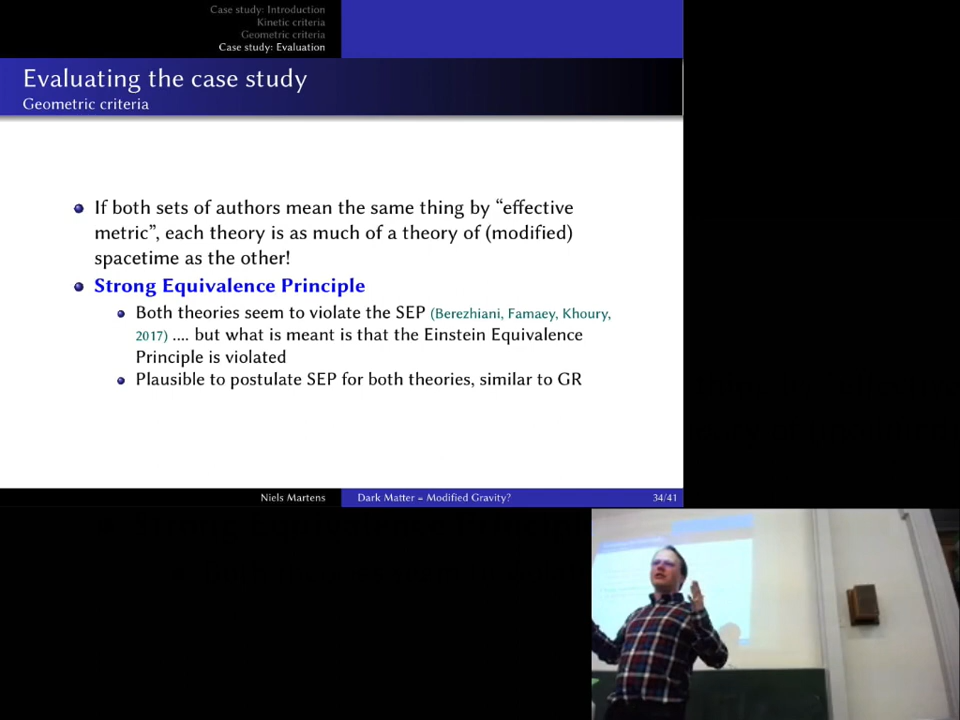 Case study: Introduction
Kinetic criteria
Geometric criteria
Case study: Evaluation
Evaluating the case study
Geometric criteria
If both sets of authors mean the same thing by “effective
metric”, each theory is as much of a theory of (modified)
spacetime as the other!
Strong Equivalence Principle
Both theories seem to violate the SEP (Berezhiani, Famaey, Khoury,
2017) .... but what is meant is that the Einstein Equivalence
Principle is violated
Plausible to postulate SEP for both theories, similar to GR
Niels Martens
Dark Matter = Modified Gravity?
34/41